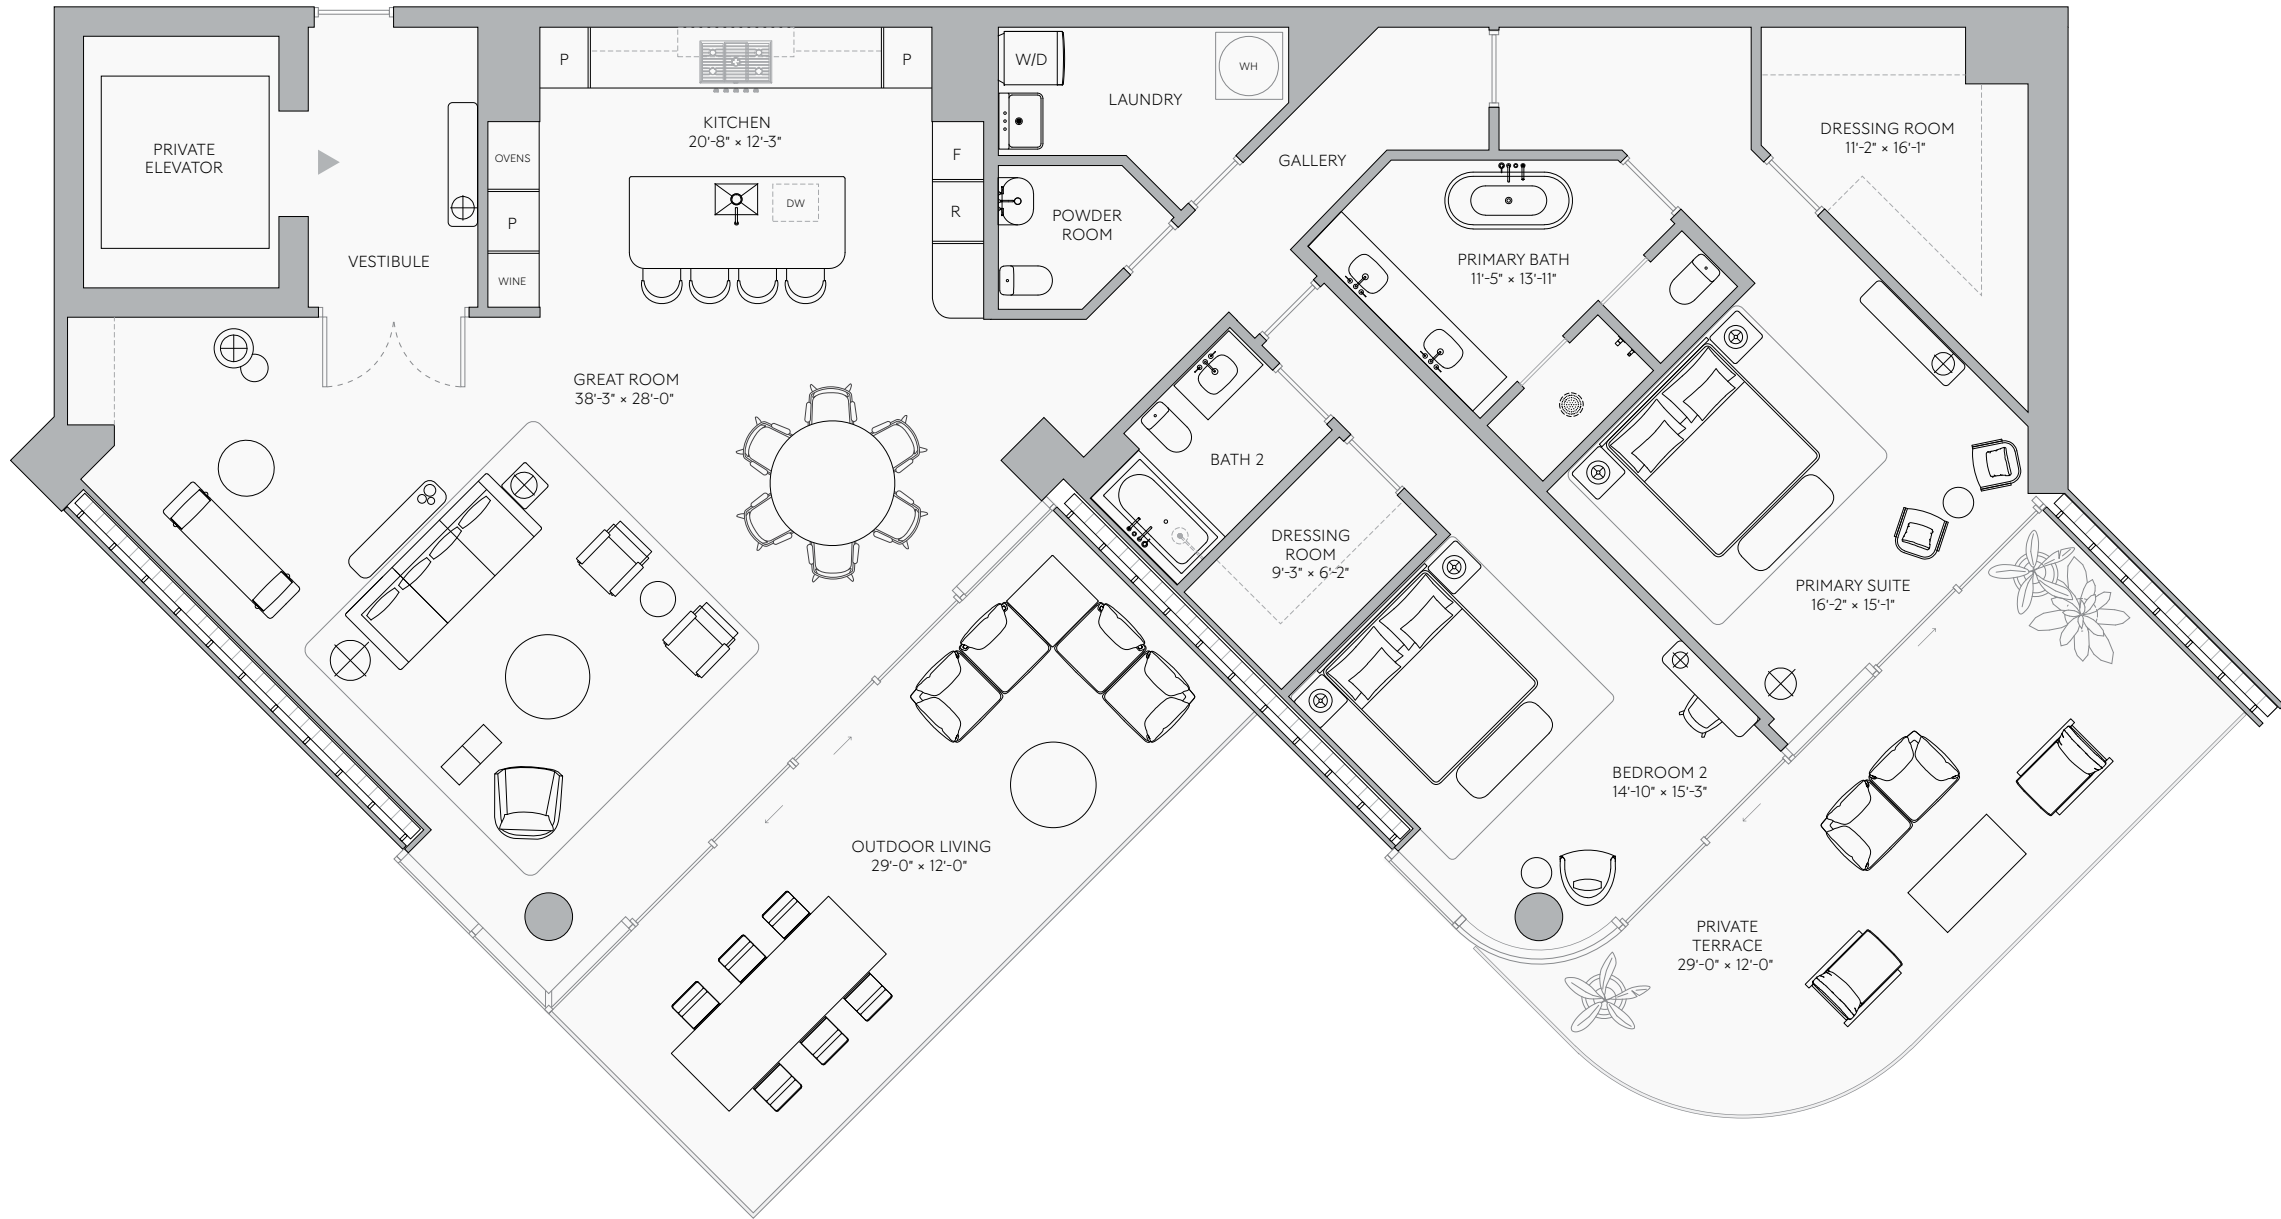 PRIVATE
ELEVATOR
VESTIBULE
OVENS
P
WINE
P
P
KITCHEN
20'-8" × 12'-3"
DW
F
R
W/D
WH
LAUNDRY
POWDER
ROOM
GALLERY
PRIMARY BATH
11'-5" × 13'-11"
DRESSING ROOM
11'-2" × 16'-1"
GREAT ROOM
38'-3" × 28'-0"
BATH 2
DRESSING
ROOM
9'-3" × 6'-2"
PRIMARY SUITE
16'-2" × 15'-1"
BEDROOM 2
14'-10" × 15'-3"
OUTDOOR LIVING
29'-0" × 12'-0"
PRIVATE
TERRACE
29'-0" × 12'-0"